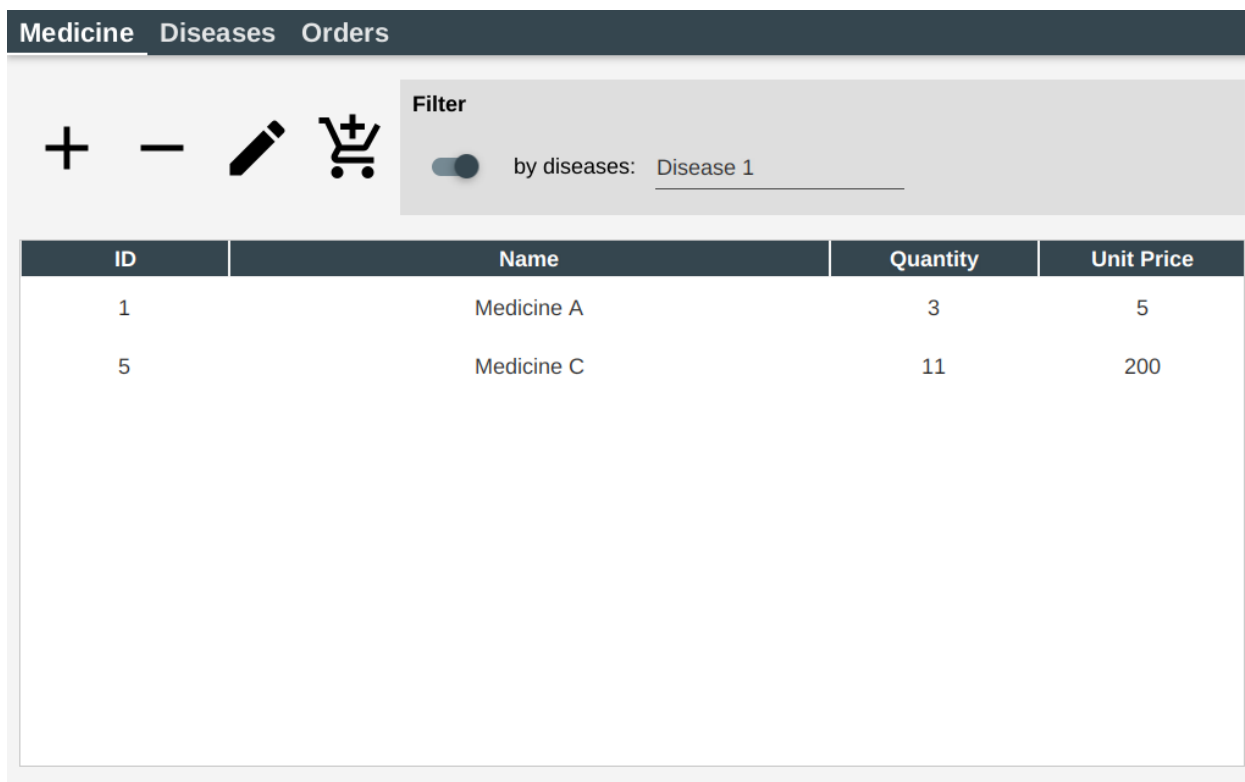 Medicine Diseases Orders
Filter
by diseases: Disease 1
ID Name Quantity Unit Price
1 Medicine A 3 5
5 Medicine C 11 200